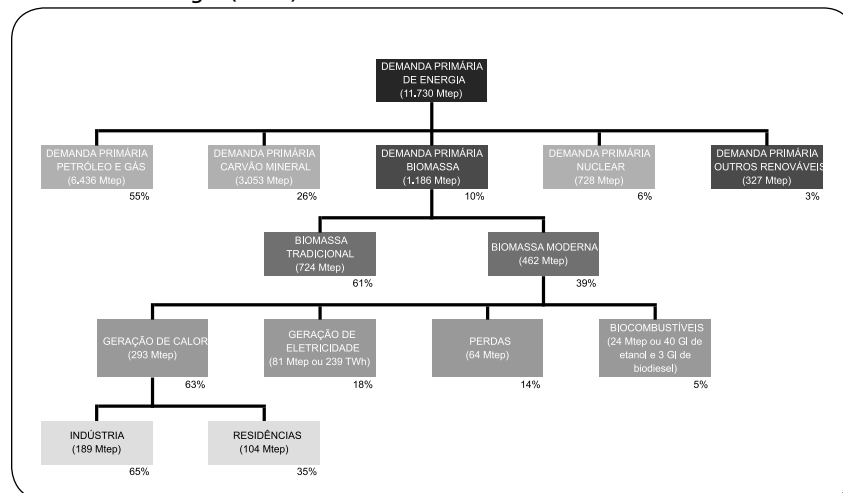 DEMANDA PRIMÁRIA
DE ENERGIA
(11.730 Mtep)
DEMANDA PRIMÁRIA
PETRÓLEO E GÁS
(6.436 Mtep)
55%
DEMANDA PRIMÁRIA
CARVÃO MINERAL
(3.053 Mtep)
26%
DEMANDA PRIMÁRIA
BIOMASSA
(1.186 Mtep)
10%
DEMANDA PRIMÁRIA
NUCLEAR
(728 Mtep)
6%
DEMANDA PRIMÁRIA
OUTROS RENOVÁVEIS
(327 Mtep)
3%
BIOMASSA
TRADICIONAL
(724 Mtep)
61%
BIOMASSA MODERNA
(462 Mtep)
39%
GERAÇÃO DE CALOR
(293 Mtep)
63%
GERAÇÃO DE
ELETRICIDADE
(81 Mtep ou 239 TWh)
18%
PERDAS
(64 Mtep)
14%
BIOCOMBUSTÍVEIS
(24 Mtep ou 40 Gl de
etanol e 3 Gl de
biodiesel)
5%
INDÚSTRIA
(189 Mtep)
65%
RESIDÊNCIAS
(104 Mtep)
35%